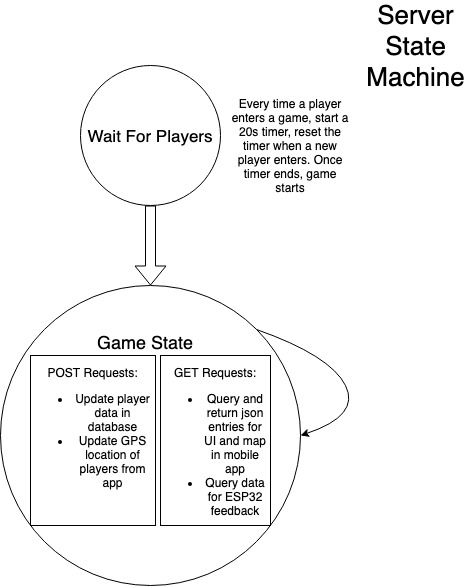 Server
State
Machine
Wait For Players
Every time a player
enters a game, start a
20s timer, reset the
timer when a new
player enters. Once
timer ends, game
starts
Game State
POST Requests:
• Update player
data in
database
• Update GPS
location of
players from
app
GET Requests:
• Query and
return json
entries for
UI and map
in mobile
app
• Query data
for ESP32
feedback